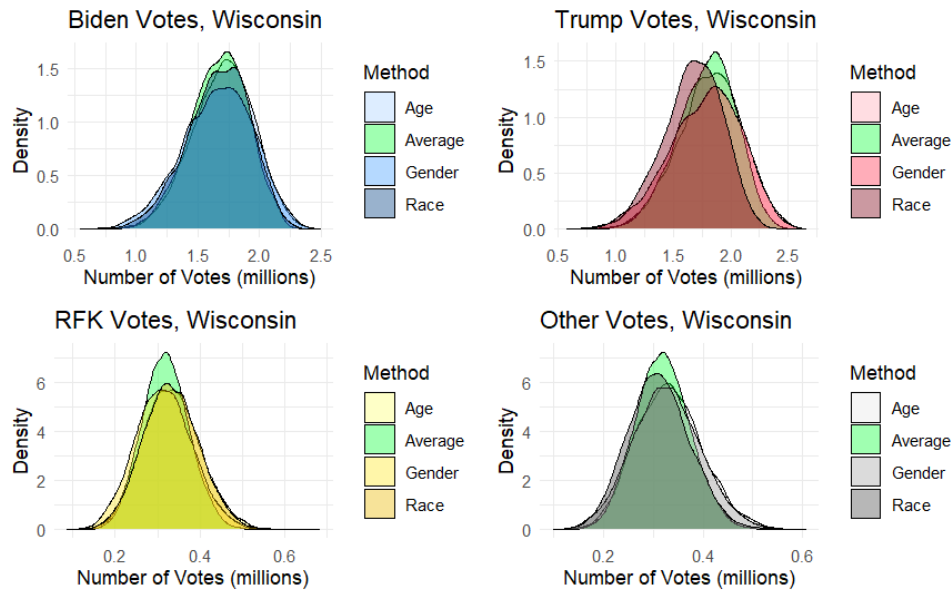 Biden Votes, Wisconsin
Density
1.5
1.0
0.5
0.0
0.5 1.0 1.5 2.0 2.5
Number of Votes (millions)
Method
Age
Average
Gender
Race
Trump Votes, Wisconsin
Density
1.5
1.0
0.5
0.0
0.5 1.0 1.5 2.0 2.5
Number of Votes (millions)
Method
Age
Average
Gender
Race
RFK Votes, Wisconsin
Density
6
4
2
0
0.2 0.4 0.6
Number of Votes (millions)
Method
Age
Average
Gender
Race
Other Votes, Wisconsin
Density
6
4
2
0
0.2 0.4 0.6
Number of Votes (millions)
Method
Age
Average
Gender
Race